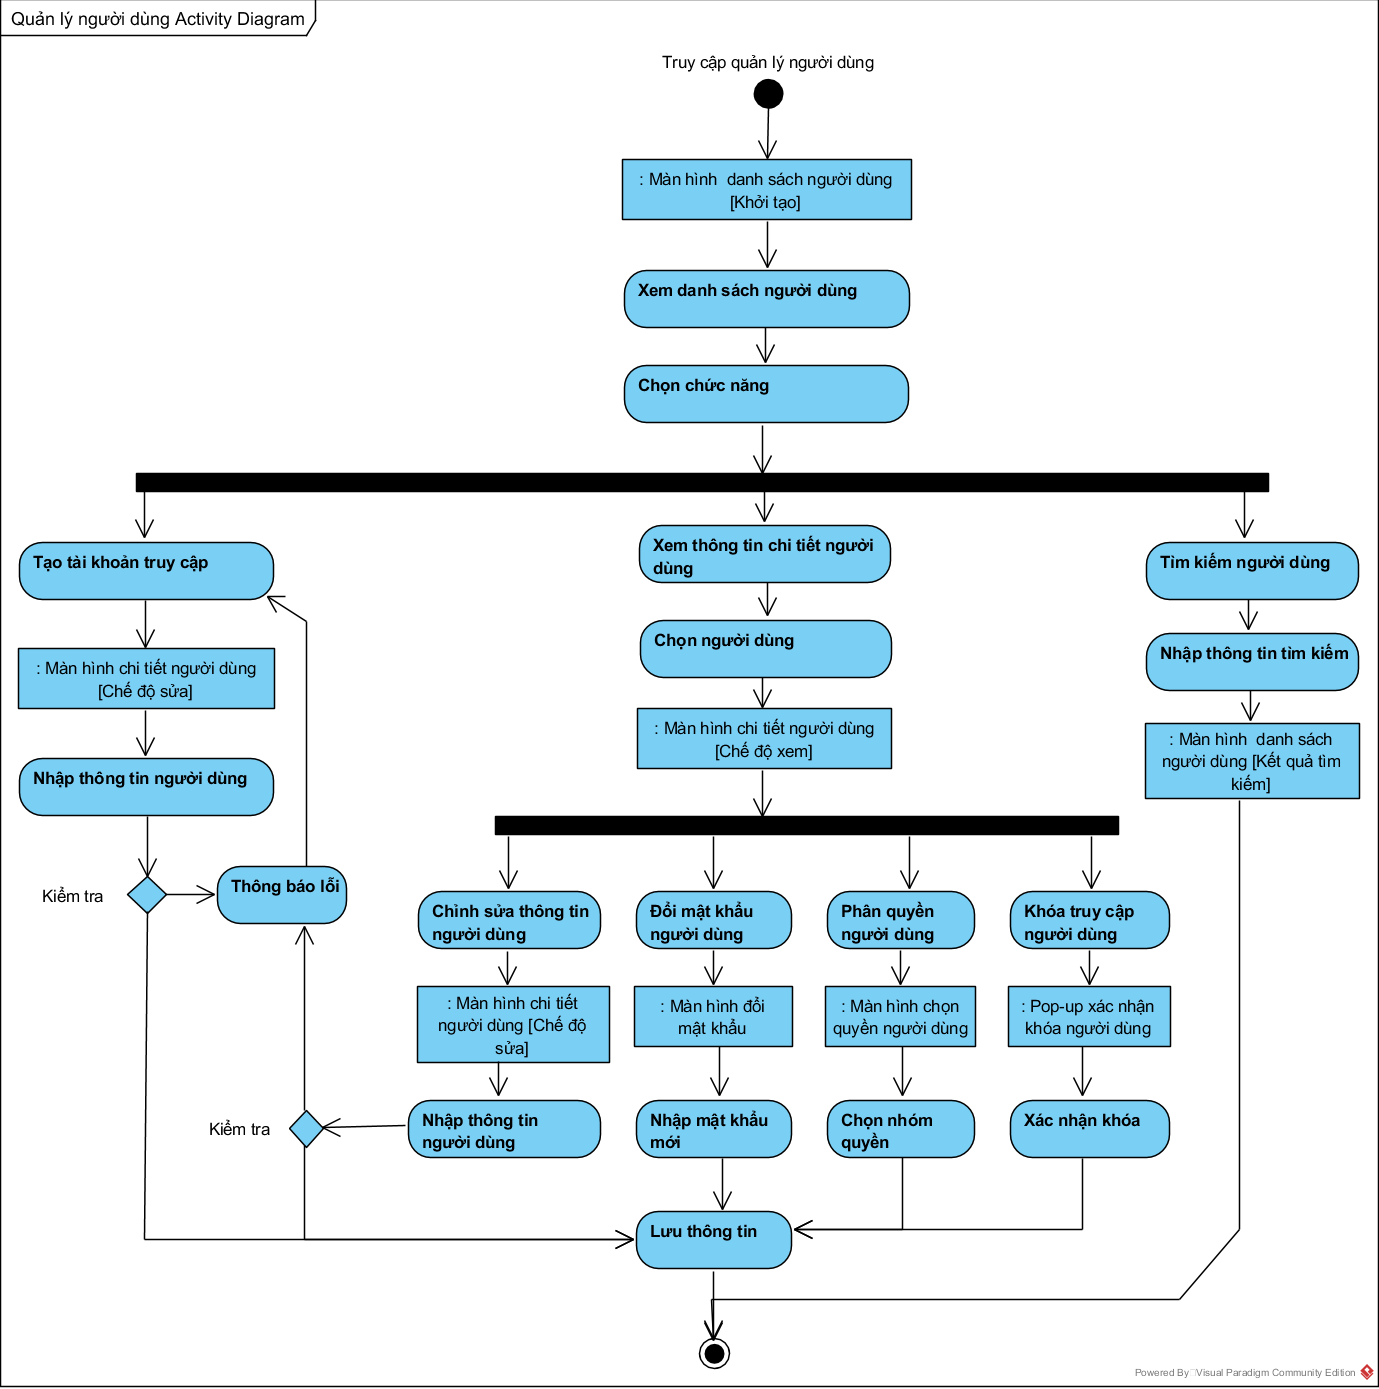 Quản lý người dùng Activity Diagram
Truy cập quản lý người dùng
: Màn hình danh sách người dùng
[Khởi tạo]
Xem danh sách người dùng
Chọn chức năng
Tạo tài khoản truy cập
: Màn hình chi tiết người dùng
[Chế độ sửa]
Nhập thông tin người dùng
Kiểm tra
Thông báo lỗi
Xem thông tin chi tiết người
dùng
Chọn người dùng
: Màn hình chi tiết người dùng
[Chế độ xem]
Tìm kiếm người dùng
Nhập thông tin tìm kiếm
: Màn hình danh sách
người dùng [Kết quả tìm
kiếm]
Chỉnh sửa thông tin
người dùng
: Màn hình chi tiết
người dùng [Chế độ
sửa]
Nhập thông tin
người dùng
Kiểm tra
Đổi mật khẩu
người dùng
: Màn hình đổi
mật khẩu
Nhập mật khẩu
mới
Phân quyền
người dùng
: Màn hình chọn
quyền người dùng
Chọn nhóm
quyền
Khóa truy cập
người dùng
: Pop-up xác nhận
khóa người dùng
Xác nhận khóa
Lưu thông tin
Powered By Visual Paradigm Community Edition